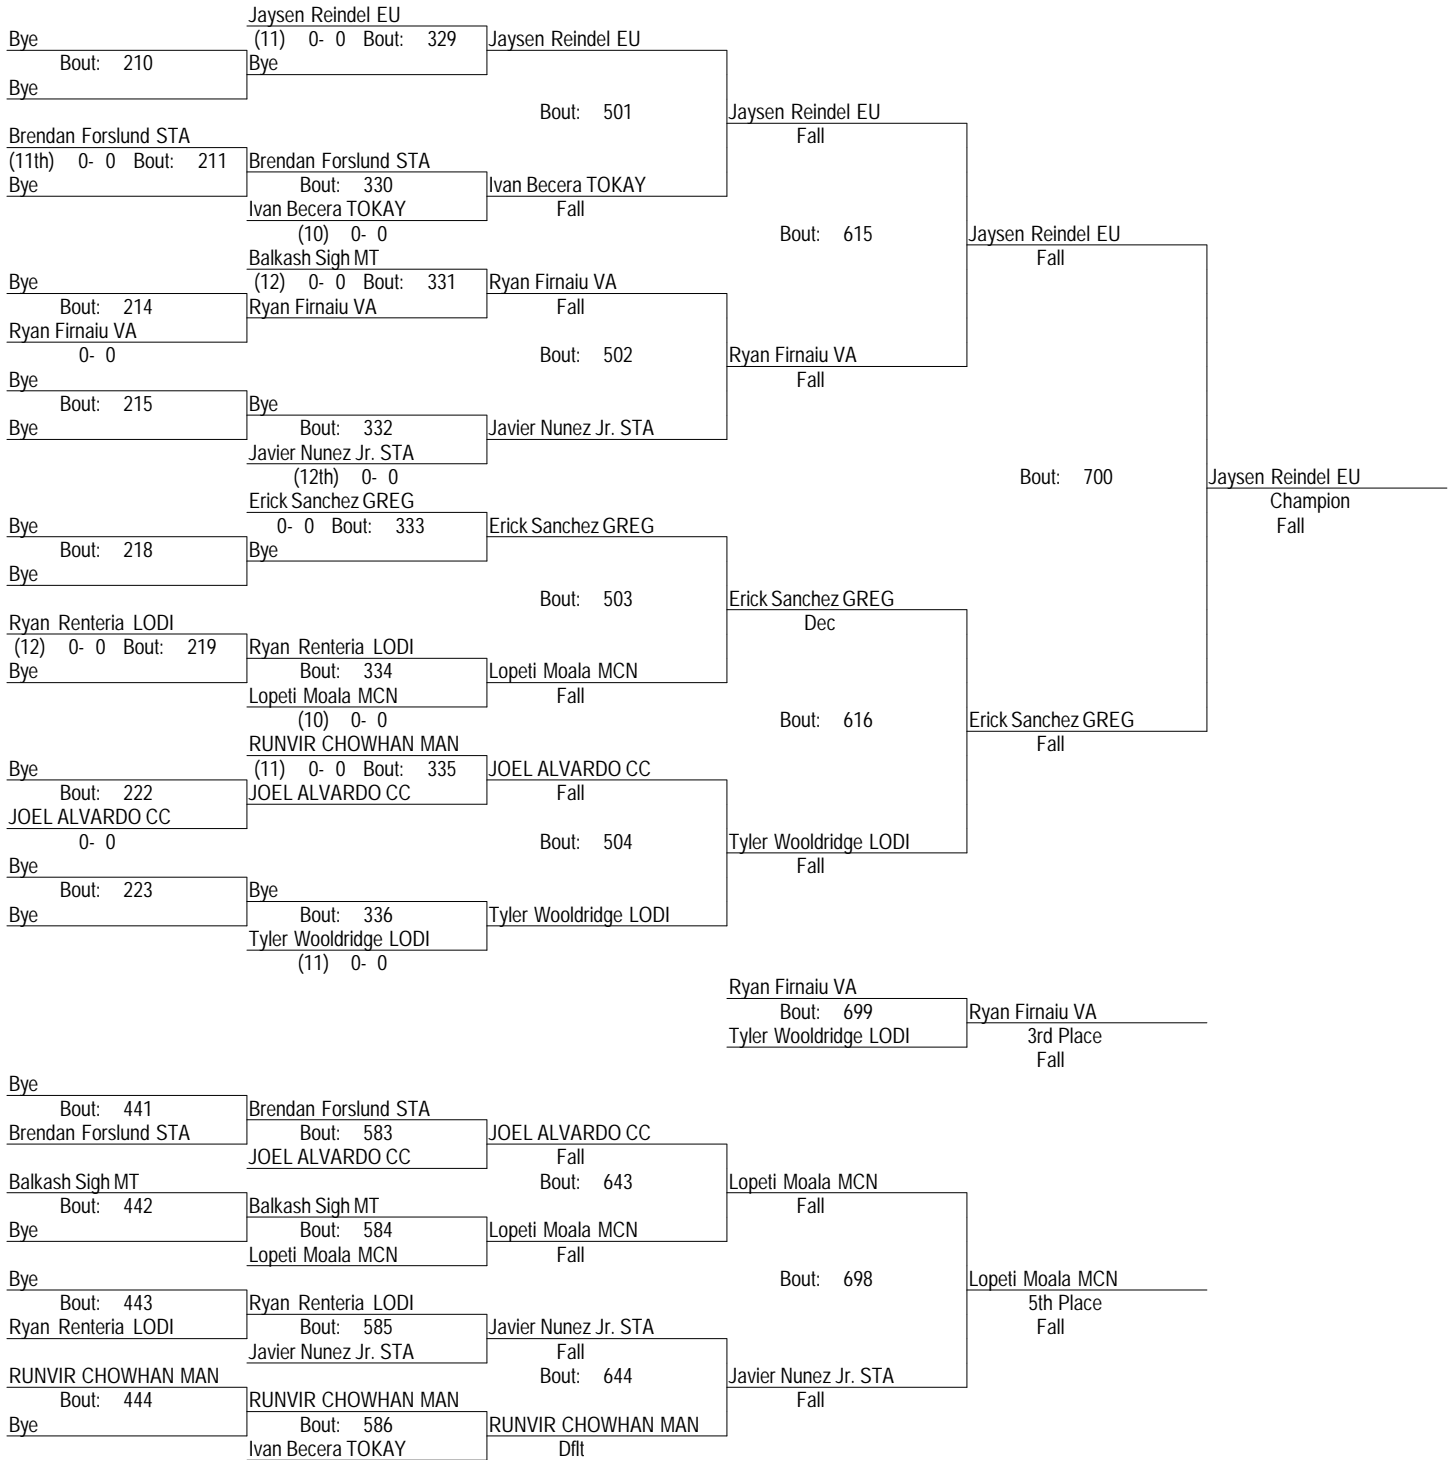 Jaysen Reindel EU
Bye (11) 0- 0 Bout: 329 Jaysen Reindel EU
Bout: 210 Bye
Bye
Bout: 501 Jaysen Reindel EU
Brendan Forslund STA Fall
(11th) 0- 0 Bout: 211 Brendan Forslund STA
Bye Bout: 330 Ivan Becera TOKAY
Ivan Becera TOKAY Fall
(10) 0- 0 Bout: 615 Jaysen Reindel EU
Balkash Sigh MT Fall
Bye (12) 0- 0 Bout: 331 Ryan Firnaiu VA
Bout: 214 Ryan Firnaiu VA Fall
Ryan Firnaiu VA
0- 0 Bout: 502 Ryan Firnaiu VA
Bye Fall
Bout: 215 Bye
Bye Bout: 332 Javier Nunez Jr. STA
Javier Nunez Jr. STA
(12th) 0- 0 Bout: 700 Jaysen Reindel EU
Erick Sanchez GREG Champion
Bye 0- 0 Bout: 333 Erick Sanchez GREG Fall
Bout: 218 Bye
Bye
Bout: 503 Erick Sanchez GREG
Ryan Renteria LODI Dec
(12) 0- 0 Bout: 219 Ryan Renteria LODI
Bye Bout: 334 Lopeti Moala MCN
Lopeti Moala MCN Fall
(10) 0- 0 Bout: 616 Erick Sanchez GREG
RUNVIR CHOWHAN MAN Fall
Bye (11) 0- 0 Bout: 335 JOEL ALVARDO CC
Bout: 222 JOEL ALVARDO CC Fall
JOEL ALVARDO CC
0- 0 Bout: 504 Tyler Wooldridge LODI
Bye Fall
Bout: 223 Bye
Bye Bout: 336 Tyler Wooldridge LODI
Tyler Wooldridge LODI
(11) 0- 0
Ryan Firnaiu VA
Bout: 699 Ryan Firnaiu VA
Tyler Wooldridge LODI 3rd Place
Fall
Bye
Bout: 441 Brendan Forslund STA
Brendan Forslund STA Bout: 583 JOEL ALVARDO CC
JOEL ALVARDO CC Fall
Balkash Sigh MT Bout: 643 Lopeti Moala MCN
Bout: 442 Balkash Sigh MT Fall
Bye Bout: 584 Lopeti Moala MCN
Lopeti Moala MCN Fall
Bye Bout: 698 Lopeti Moala MCN
Bout: 443 Ryan Renteria LODI 5th Place
Ryan Renteria LODI Bout: 585 Javier Nunez Jr. STA Fall
Javier Nunez Jr. STA Fall
RUNVIR CHOWHAN MAN Bout: 644 Javier Nunez Jr. STA
Bout: 444 RUNVIR CHOWHAN MAN Fall
Bye Bout: 586 RUNVIR CHOWHAN MAN
Ivan Becera TOKAY Dflt